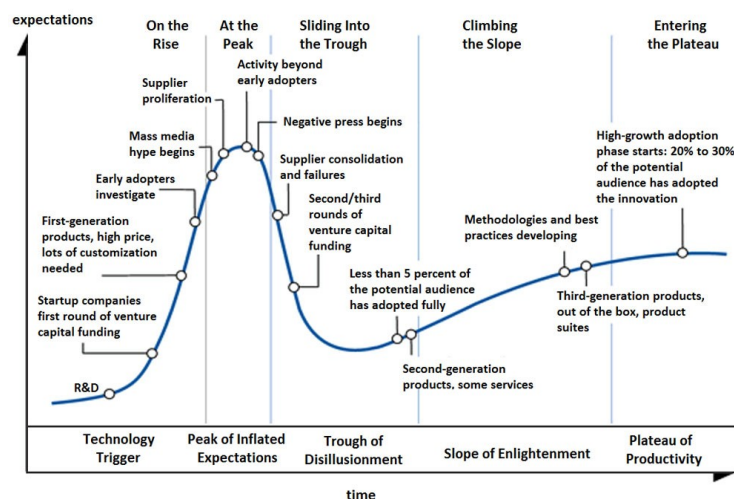 expectations
On the
Rise
At the
Peak
Sliding Into
the Trough
Climbing
the Slope
Entering
the Plateau
Activity beyond
early adopters
Supplier
proliferation
Negative press begins
Mass media
hype begins
Supplier consolidation
and failures
Early adopters
investigate
Second/third
rounds of
venture capital
funding
First-generation
products, high price,
lots of customization
needed
Startup companies
first round of venture
capital funding
R&D
Less than 5 percent of
the potential audience
has adopted fully
Second-generation
products, some services
Methodologies and best
practices developing
Third-generation products,
out of the box, product
suites
High-growth adoption
phase starts: 20% to 30%
of the potential
audience has adopted
the innovation
Technology
Trigger
Peak of Inflated
Expectations
Trough of
Disillusionment
Slope of Enlightenment
Plateau of
Productivity
time